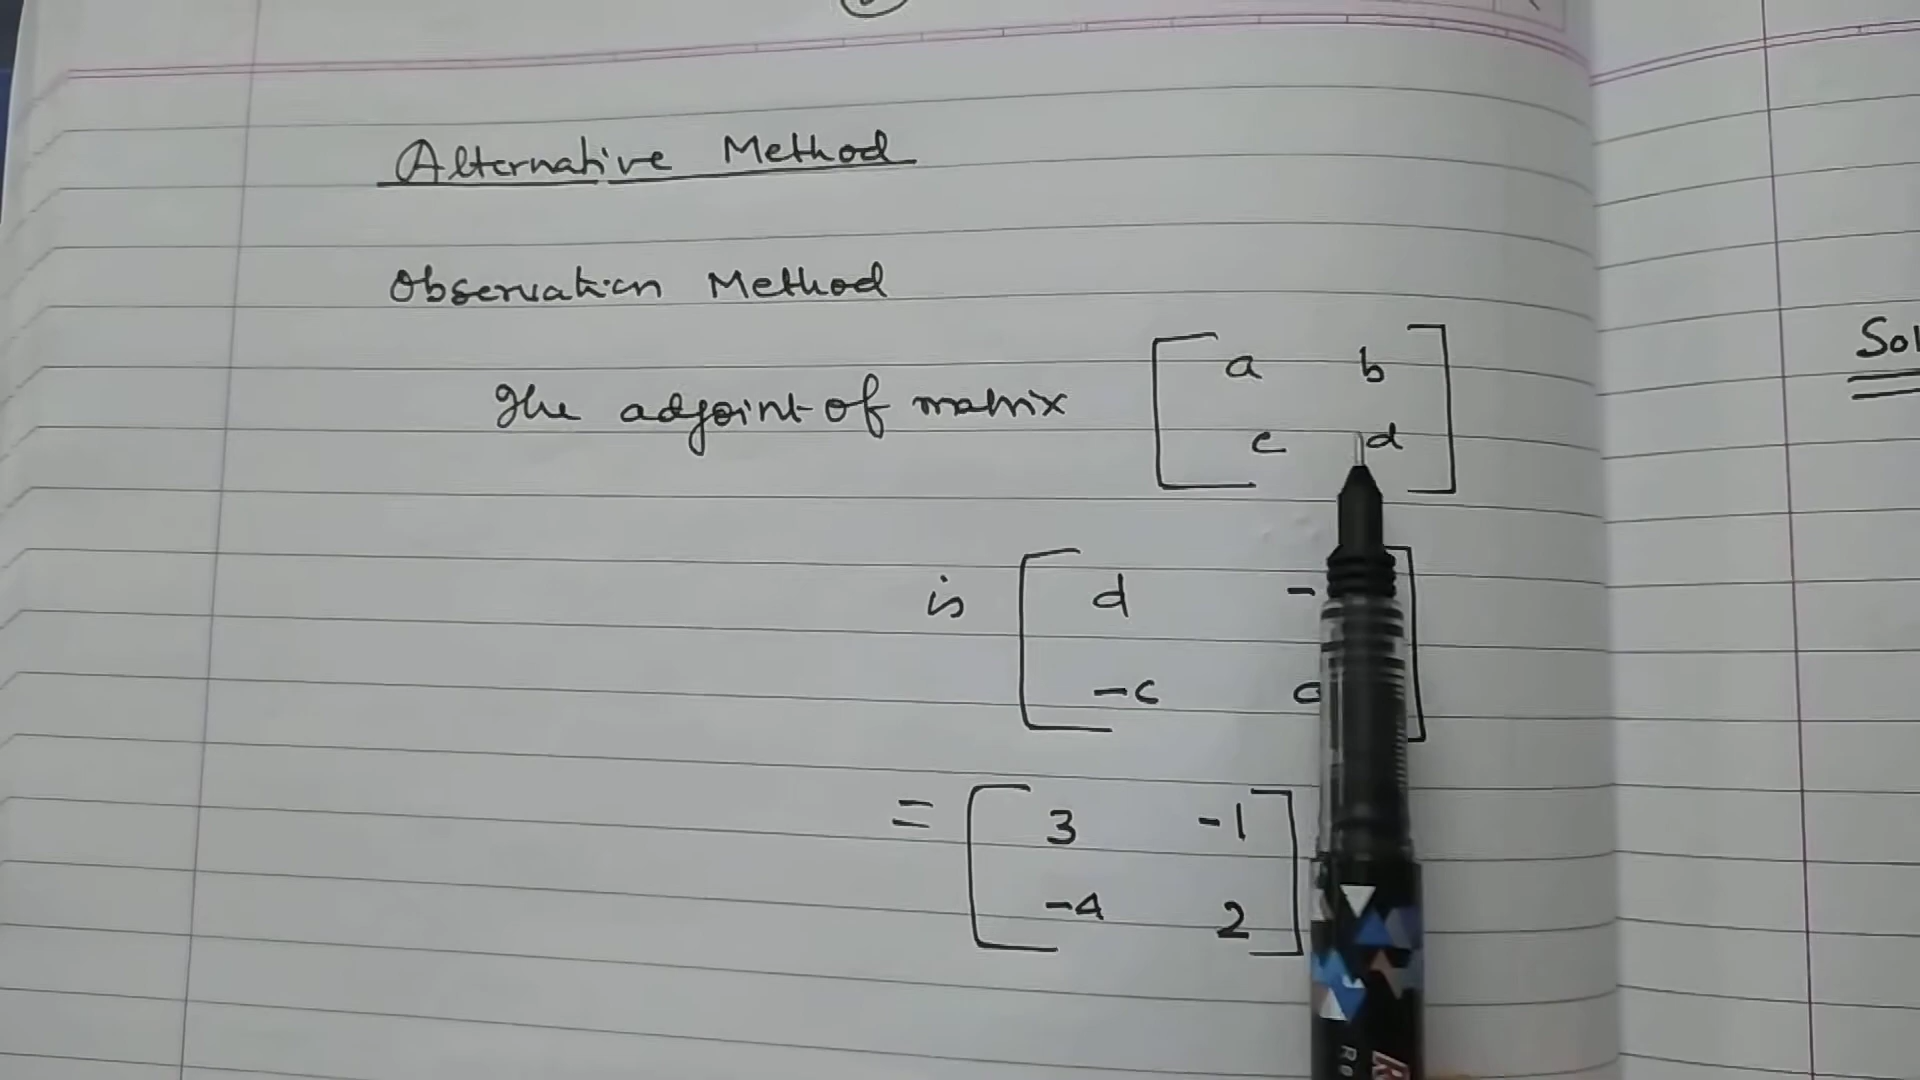 Alternative Method
Observation Method
The adjoint of matrix [ a b
c d ]
is [ d -
-c ]
= [ 3 -1
-4 2 ]
Sol